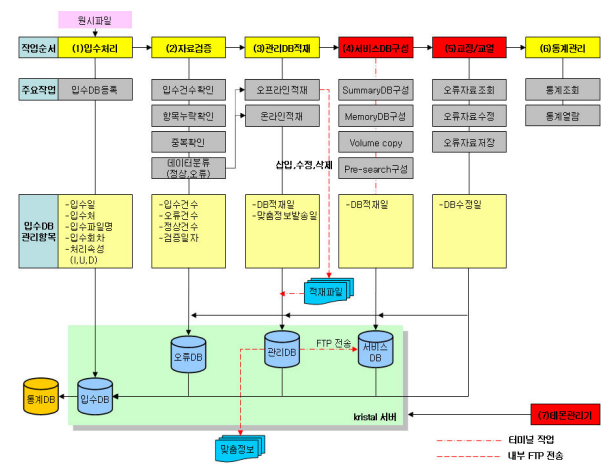 원시파일
작업순서
(1)입수처리
(2)자료검증
(3)관리DB적재
(4)서비스DB구성
(5)교정/교열
(6)통계관리
주요작업
입수DB등록
입수건수확인
오프라인적재
SummaryDB구성
오류자료조회
통계조회
항목누락확인
온라인적재
MemoryDB구성
오류자료수정
통계열람
중복확인
Volume copy
오류자료저장
데이터분류
(정상,오류)
삽입,수정,삭제
Pre-search구성
입수DB
관리항목
-입수일
-입수처
-입수파일명
-입수회차
-처리속성
(I,U,D)
-입수건수
-오류건수
-정상건수
-검증일자
-DB적재일
-맞춤정보발송일
-DB적재일
-DB수정일
적재파일
오류DB
관리DB
FTP 전송
서비스
DB
통계DB
입수DB
kristal 서버
(7)데몬관리기
맞춤정보
터미널 작업
내부 FTP 전송